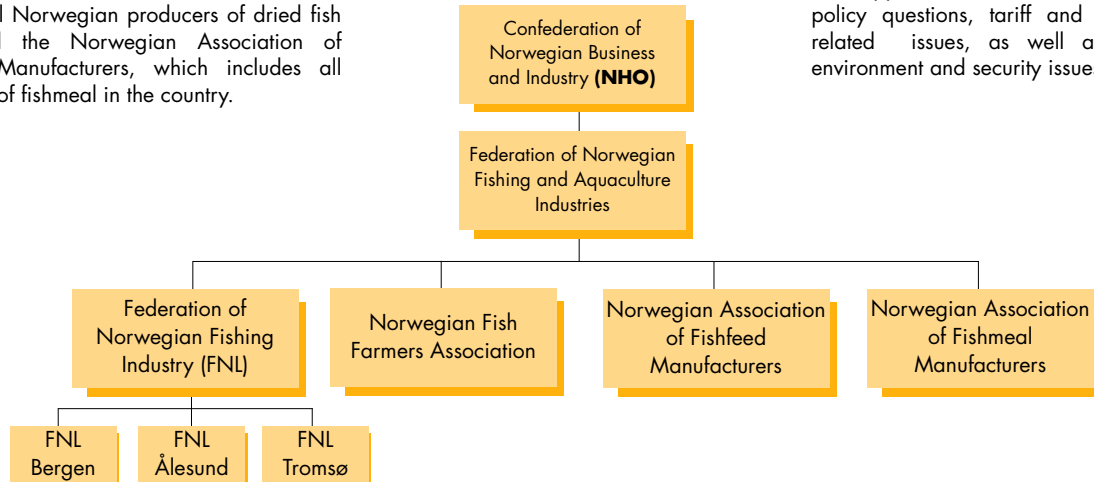 Norwegian producers of dried fish
the Norwegian Association of
Manufacturers, which includes all
of fishmeal in the country.
policy questions, tariff and
related issues, as well
environment and security
Confederation of
Norwegian Business
and Industry (NHO)
Federation of Norwegian
Fishing and Aquaculture
Industries
Federation of
Norwegian Fishing
Industry (FNL)
Norwegian Fish
Farmers Association
Norwegian Association
of Fishfeed
Manufacturers
Norwegian Association
of Fishmeal
Manufacturers
FNL
Bergen
FNL
Ålesund
FNL
Tromsø